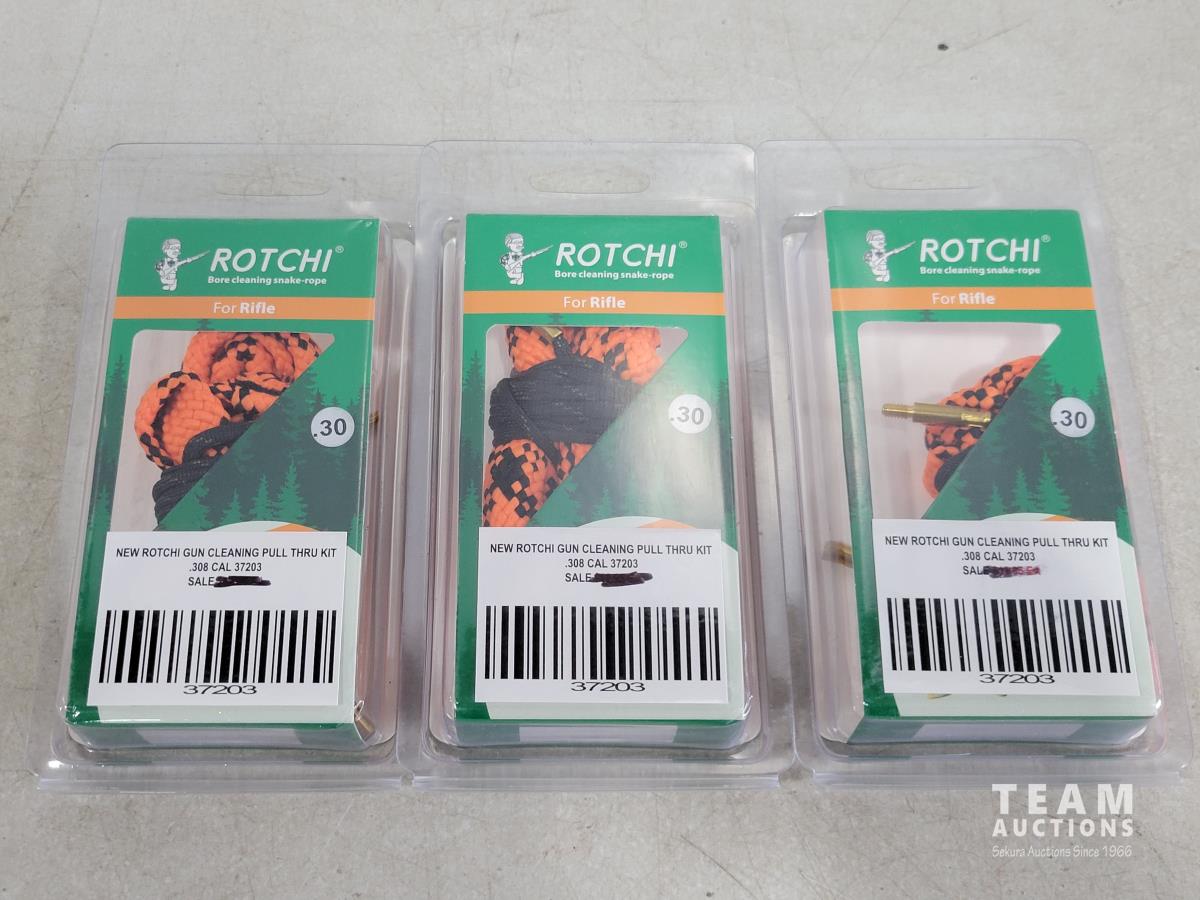 ROTCHI®
Bore cleaning snake-rope
For Rifle
.30
NEW ROTCHI GUN CLEANING PULL THRU KIT
.308 CAL 37203
SALE
37203
ROTCHI®
Bore cleaning snake-rope
For Rifle
.30
NEW ROTCHI GUN CLEANING PULL THRU KIT
.308 CAL 37203
SALE
37203
ROTCHI®
Bore cleaning snake-rope
For Rifle
.30
NEW ROTCHI GUN CLEANING PULL THRU KIT
.308 CAL 37203
SALE
37203
TEAM
AUCTIONS
Sekura Auctions Since 1966